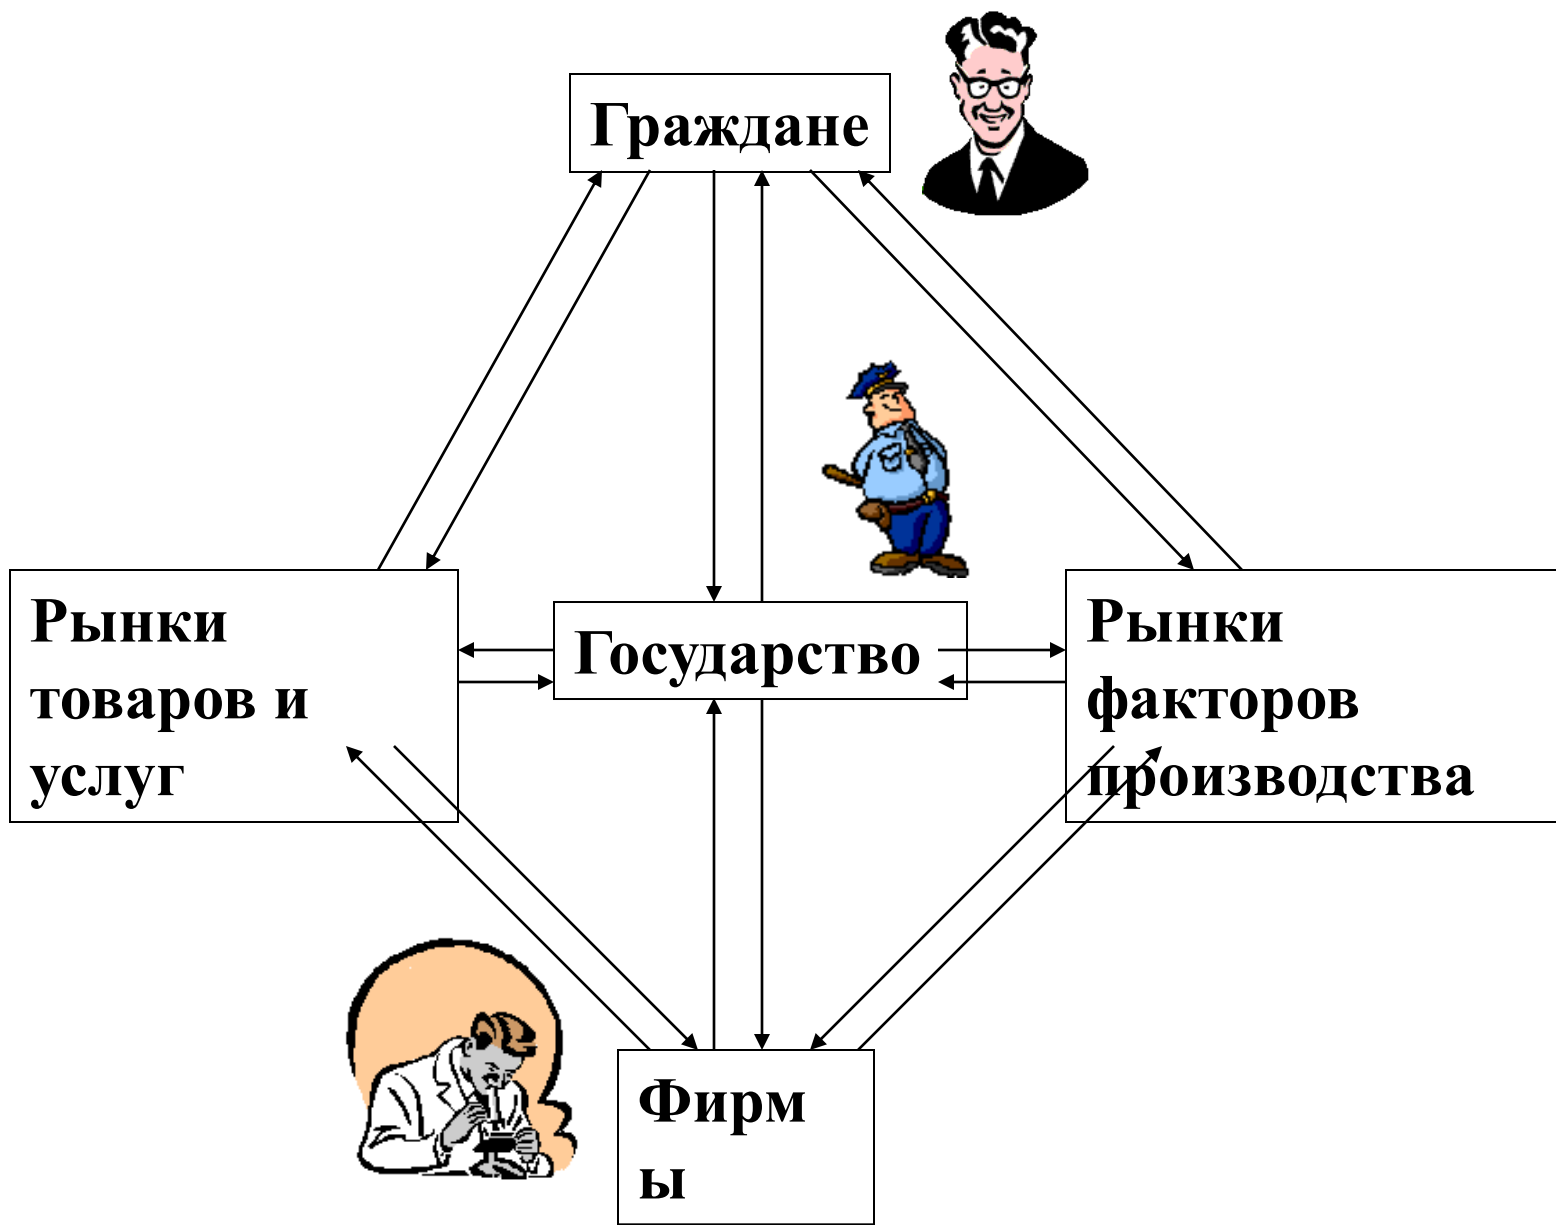 Граждане
Рынки
товаров и
услуг
Государство
Рынки
факторов
производства
Фирм
ы